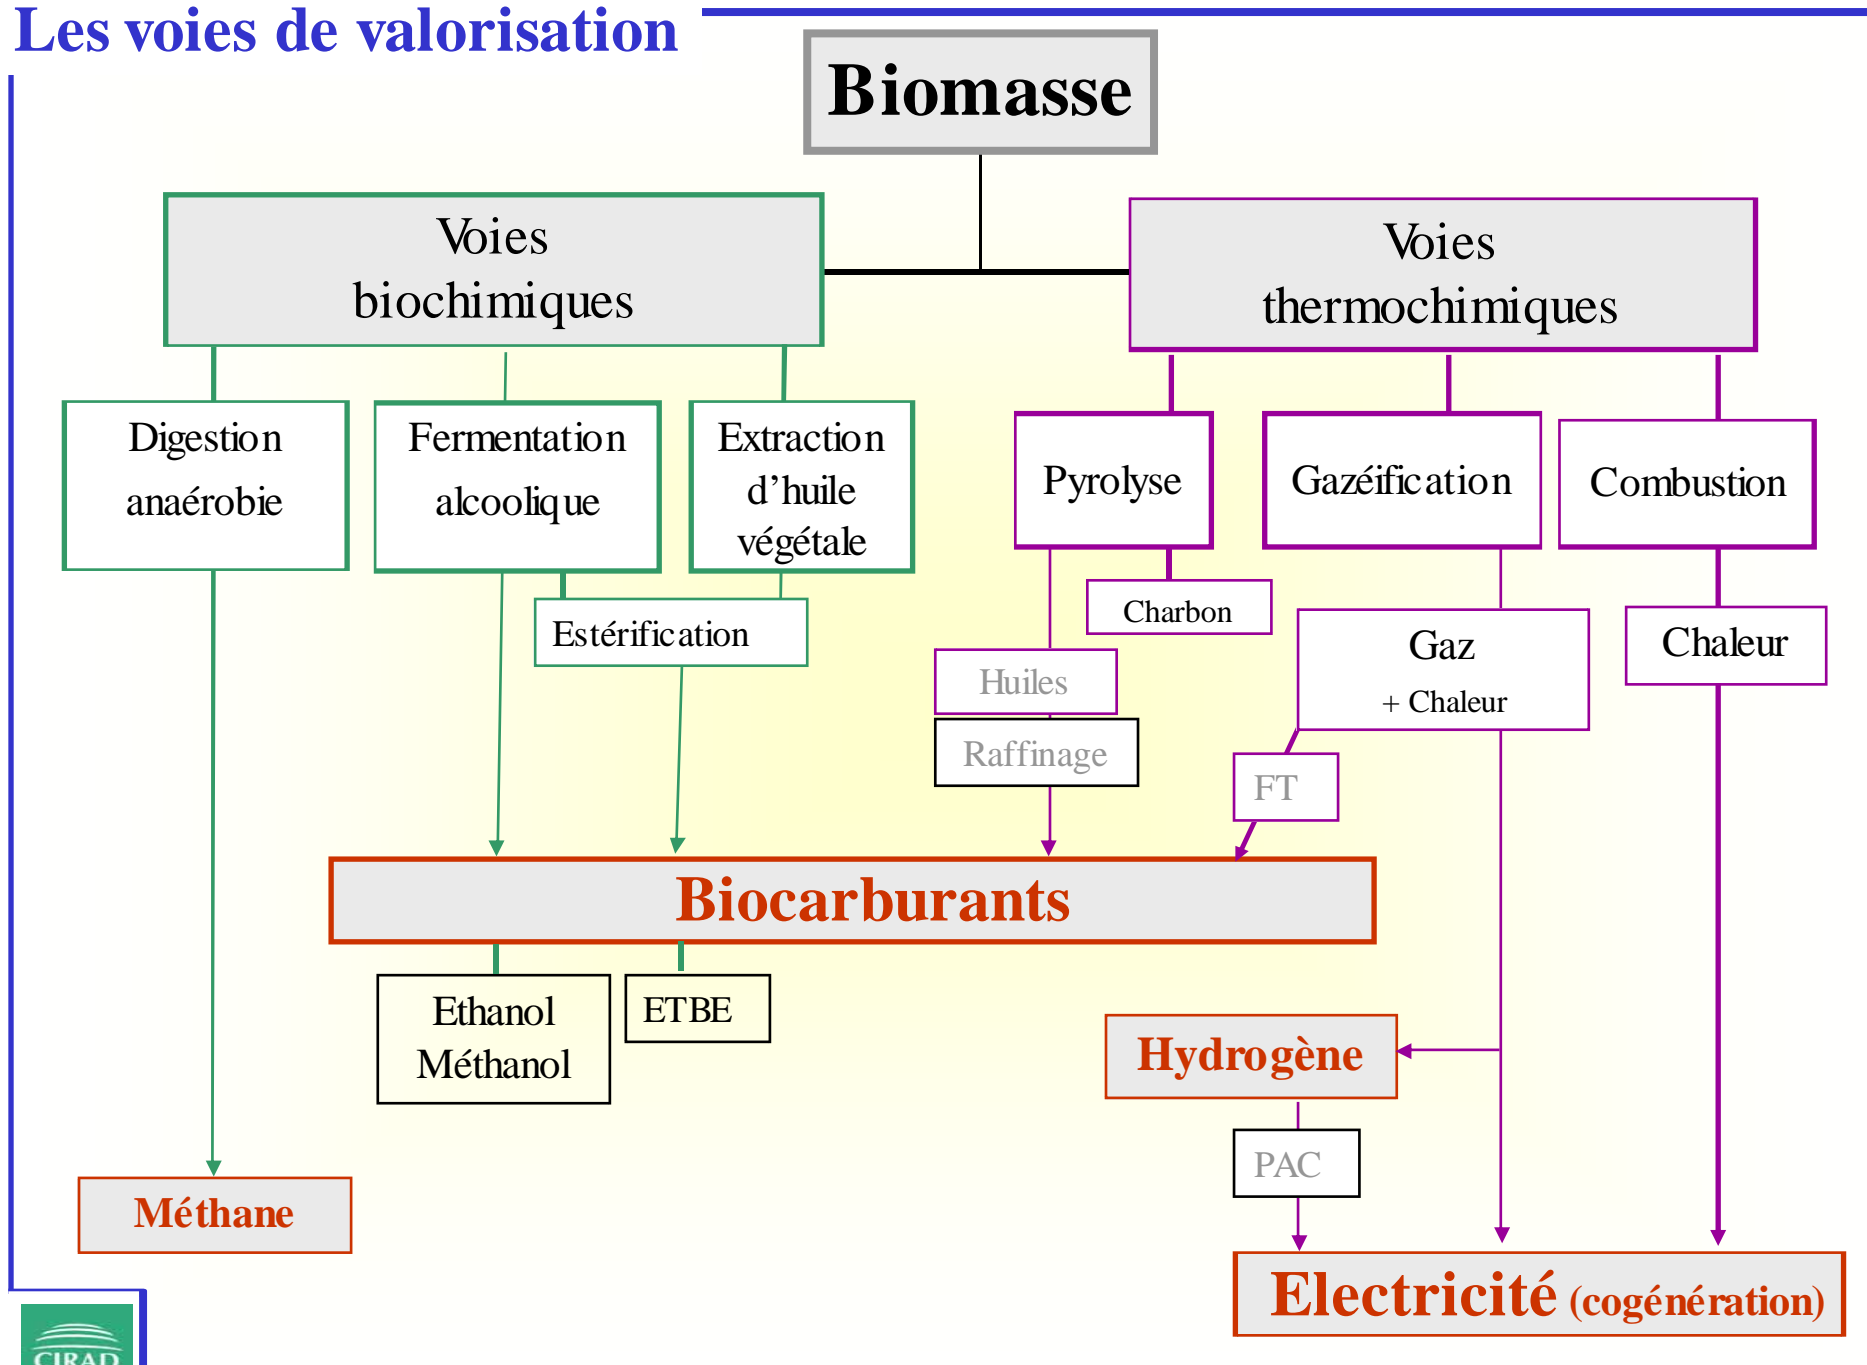 Les voies de valorisation
Biomasse
Voies
biochimiques
Voies
thermochimiques
Digestion
anaérobie
Fermentation
alcoolique
Extraction
d’huile
végétale
Pyrolyse
Gazéification
Combustion
Charbon
Estérification
Gaz
+ Chaleur
Chaleur
Huiles
Raffinage
FT
Biocarburants
Ethanol
Méthanol
ETBE
Hydrogène
PAC
Méthane
Electricité (cogénération)
CIRAD